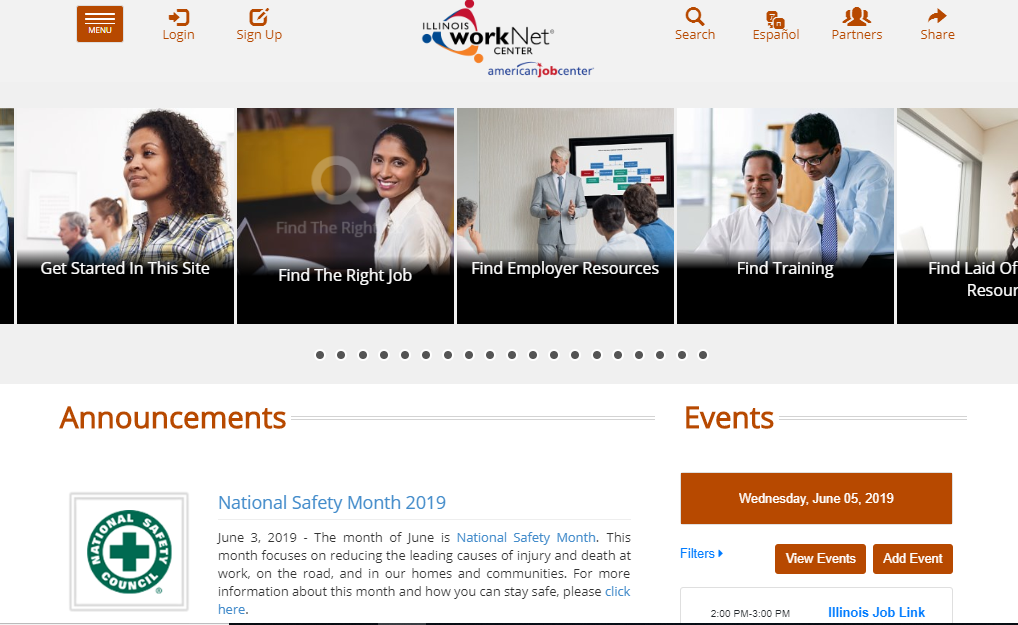 MENU
Login
Sign Up
ILLINOIS
workNet®
CENTER
americanjobcenter
Search
Español
Partners
Share
Get Started In This Site
Find The Right
Find The Right Job
Find Employer Resources
Find Training
Find Laid Of
Resour
Announcements
Events
NATIONAL SAFETY
COUNCIL
National Safety Month 2019
June 3, 2019 - The month of June is National Safety Month. This
month focuses on reducing the leading causes of injury and death at
work, on the road, and in our homes and communities. For more
information about this month and how you can stay safe, please click
here.
Wednesday, June 05, 2019
Filters
View Events
Add Event
2:00 PM-3:00 PM
Illinois Job Link